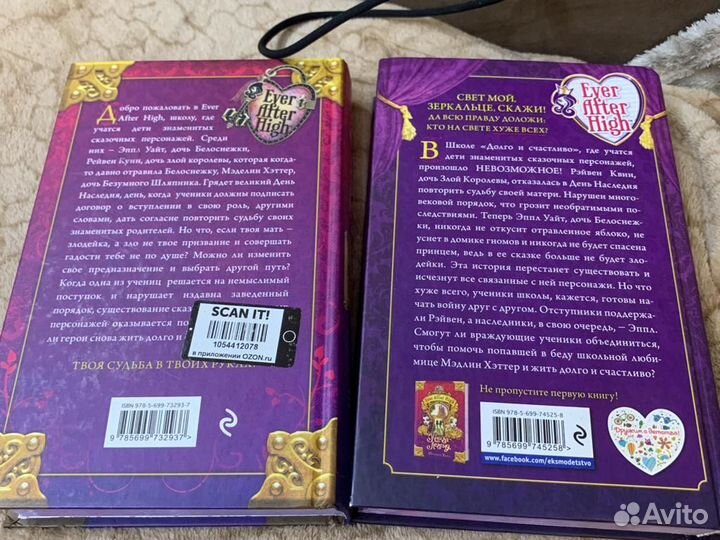 Ever
After
High
Добро пожаловать в Ever
After High, школу, где
учатся дети знаменитых
сказочных персонажей. Среди
них – Эппл Уайт, дочь Белоснежки,
Рейвен Куин, дочь злой королевы, которая когда-
то давно отравила Белоснежку, Мэделин Хэттер,
дочь Безумного Шляпника. Грядет великий День
Наследия, день, когда ученики должны подписать
договор о вступлении в свою роль, другими
словами, дать согласие повторить судьбу своих
знаменитых родителей. Но что, если твоя мать –
злодейка, а зло не твое призвание и совершать
гадости тебе не по душе? Можно ли изменить
свое предназначение и выбрать другой путь?
Когда одна из учениц решается на немыслимый
поступок и нарушает издавна заведенный
порядок, существование ска
персонажей оказывается по
ли герои снова жить долго и
ТВОЯ СУДЬБА В ТВОИХ РУКАХ
SCAN IT!
1054412078
в приложении OZON.ru
ISBN 978-5-699-73293-7
9 785699 732937 >
Ever
After
High
СВЕТ МОЙ,
ЗЕРКАЛЬЦЕ, СКАЖИ!
ДА ВСЮ ПРАВДУ ДОЛОЖИ:
КТО НА СВЕТЕ ХУЖЕ ВСЕХ?
В Школе «Долго и счастливо», где учатся
дети знаменитых сказочных персонажей,
произошло НЕВОЗМОЖНОЕ! Рэйвен Квин,
дочь Злой Королевы, отказалась в День Наследия
повторить судьбу своей матери. Нарушен много-
вековой порядок, что грозит необратимыми по-
следствиями. Теперь Эппл Уайт, дочь Белоснеж-
ки, никогда не откусит отравленное яблоко, не
уснет в домике гномов и никогда не будет спасена
принцем, ведь в ее сказке больше не будет зло-
дейки. Эта история перестанет существовать и
исчезнут все связанные с ней персонажи. Но что
хуже всего, ученики школы, кажется, готовы на-
чать войну друг с другом. Отступники поддержа-
ли Рэйвен, а наследники, в свою очередь, – Эппл.
Смогут ли враждующие ученики объединиться,
чтобы помочь попавшей в беду школьной люби-
мице Мэдлин Хэттер и жить долго и счастливо?
Не пропустите первую книгу!
ISBN 978-5-699-74525-8
9 785699 745258 >
www.facebook.com/eksmodetstvo
Дружим с детства!
Avito